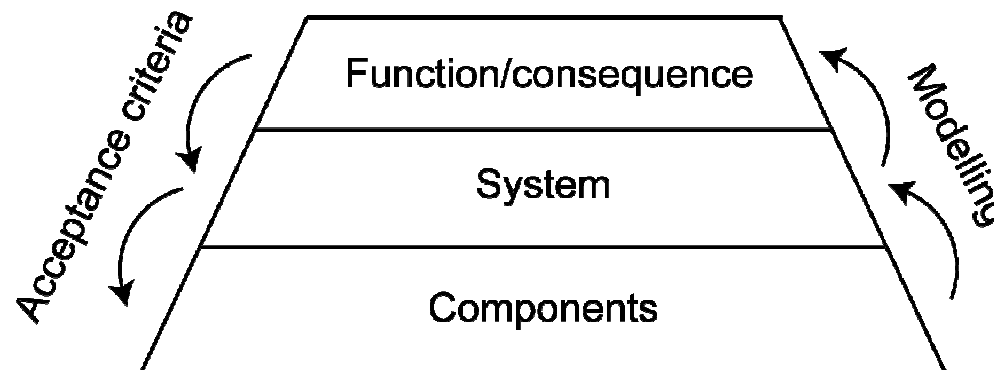 Acceptance criteria
Function/consequence
System
Components
Modelling